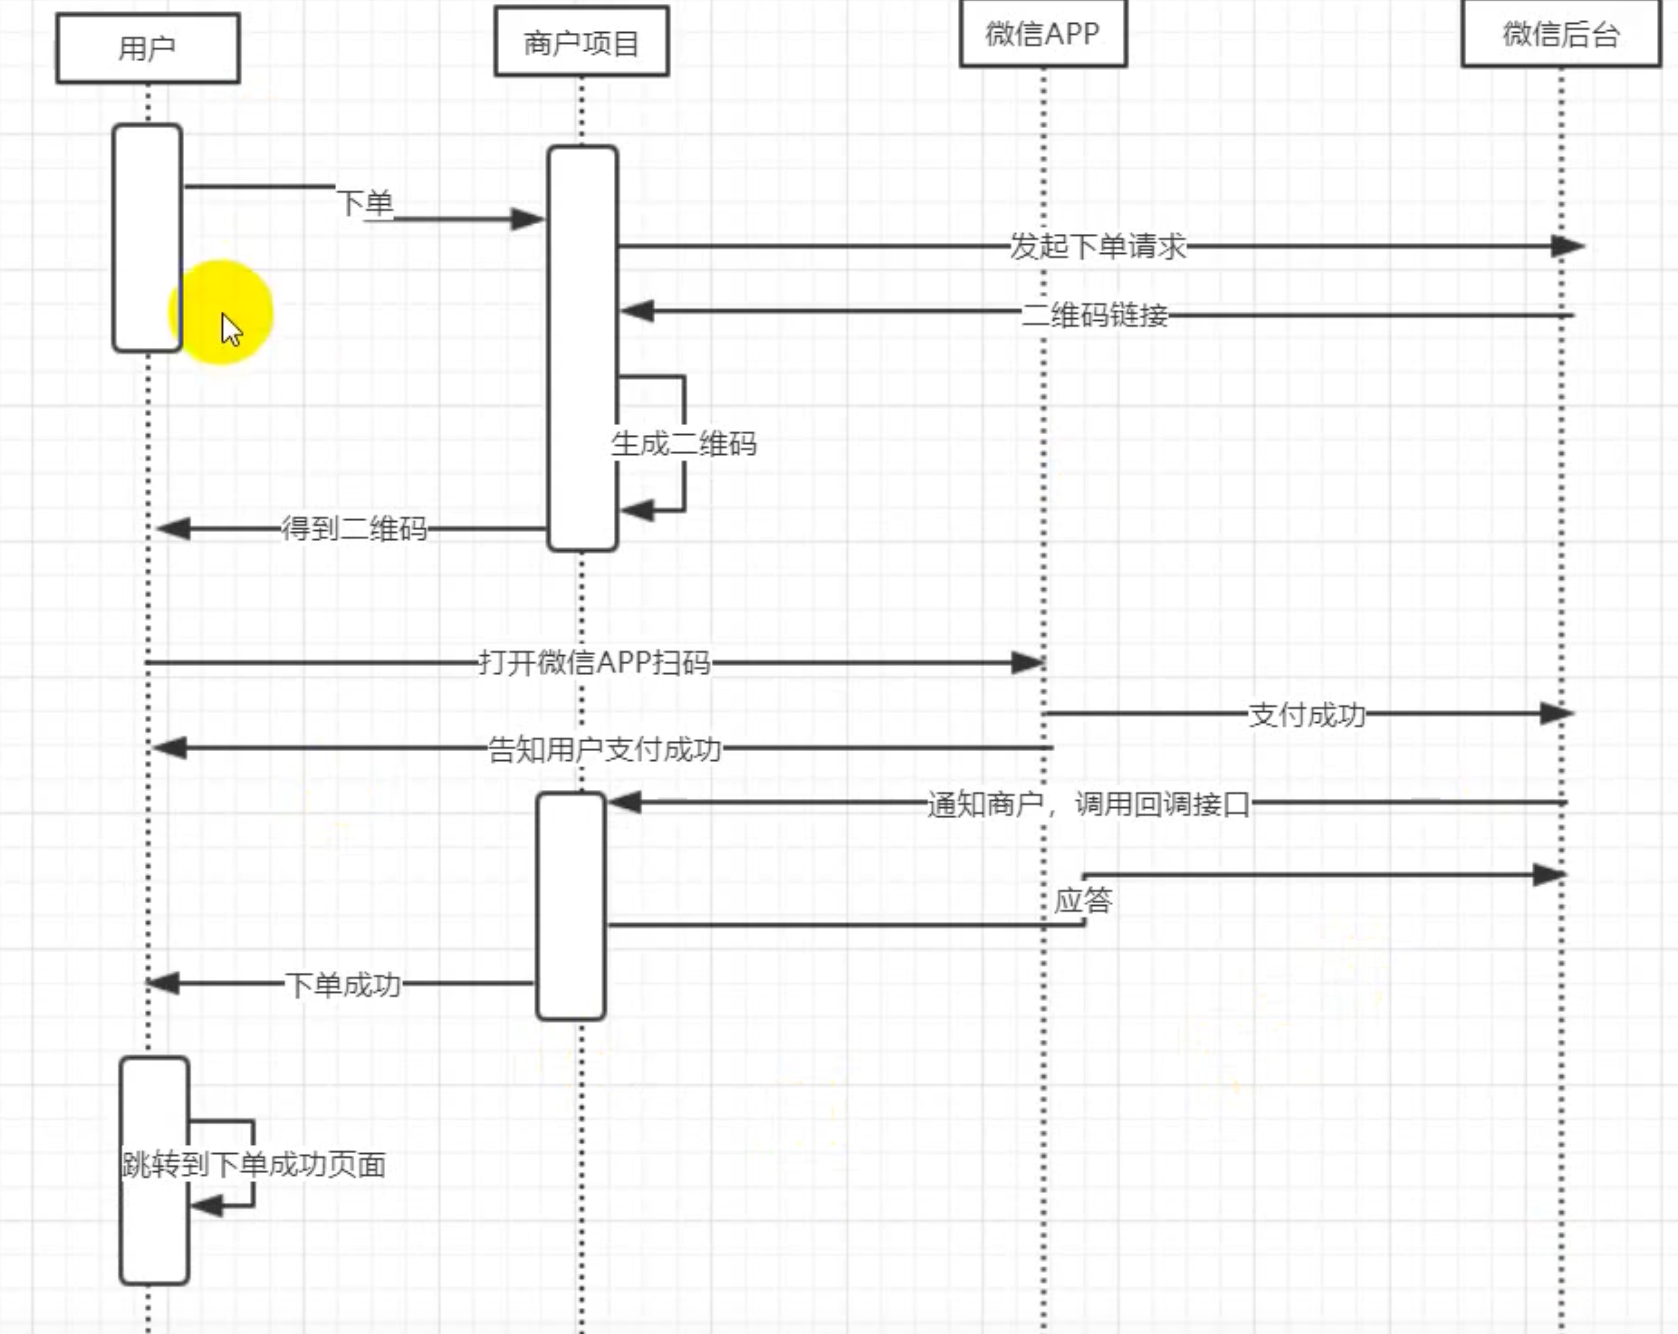 用户
商户项目
微信APP
微信后台
下单
发起下单请求
二维码链接
生成二维码
得到二维码
打开微信APP扫码
支付成功
告知用户支付成功
通知商户，调用回调接口
应答
下单成功
跳转到下单成功页面